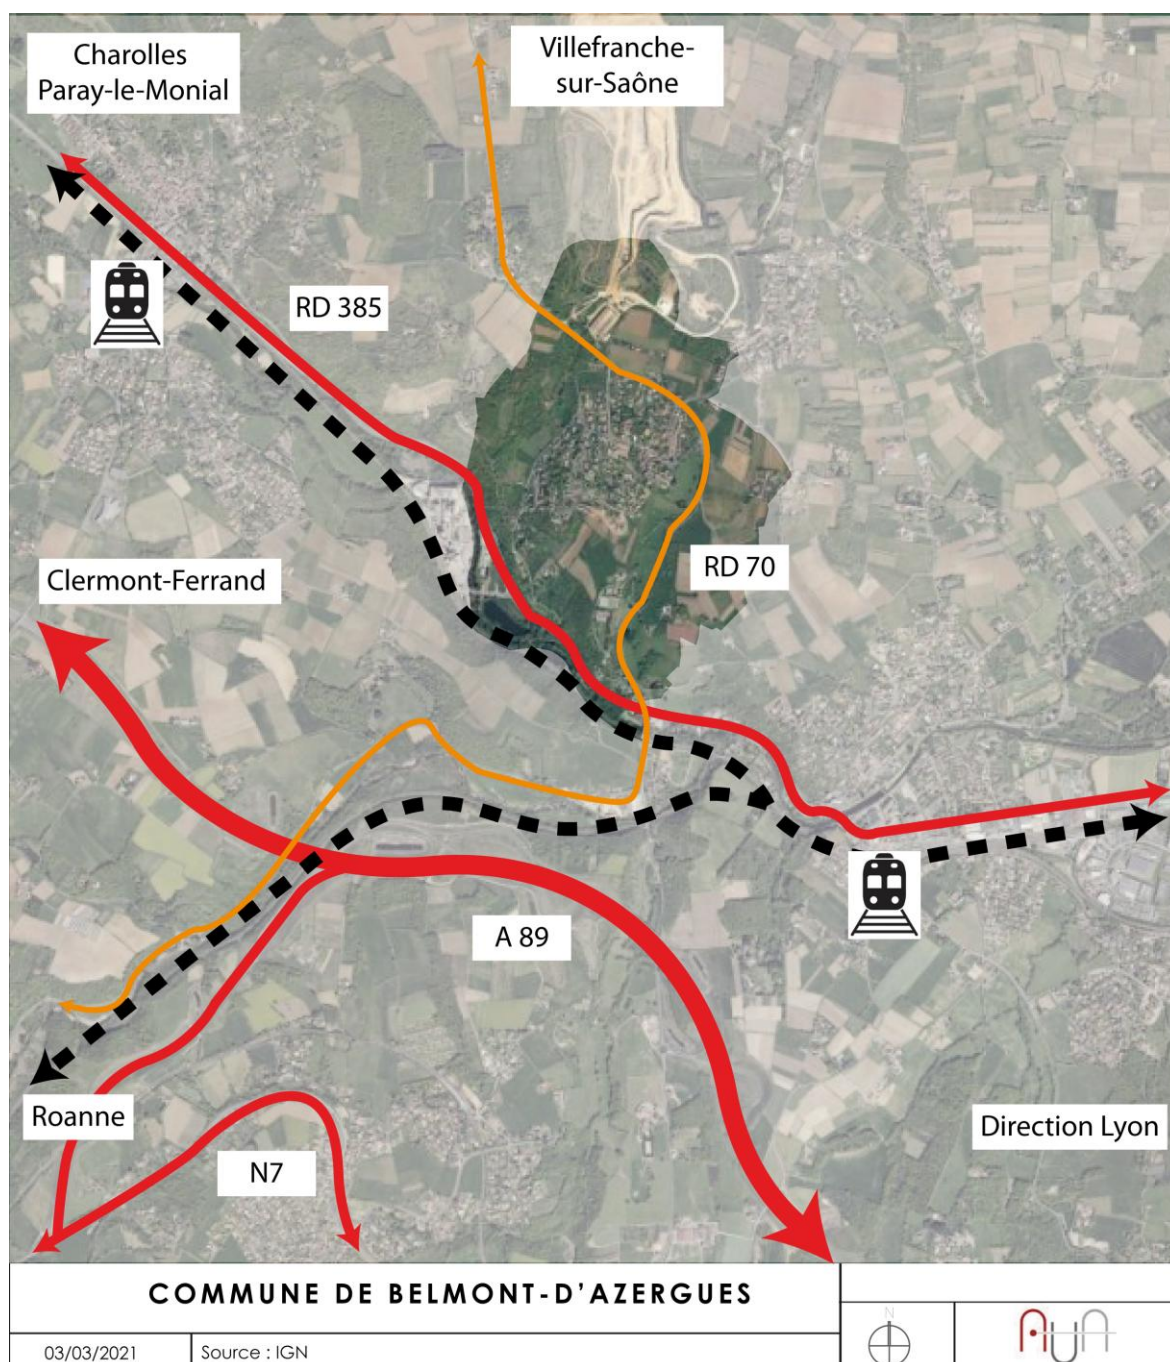 Charolles
Paray-le-Monial
Villefranche-
sur-Saône
RD 385
Clermont-Ferrand
RD 70
A 89
Roanne
N7
Direction Lyon
COMMUNE DE BELMONT-D'AZERGUES
N
03/03/2021
Source : IGN
AUA